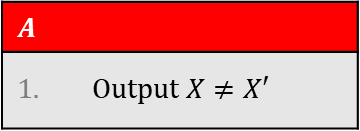 A
1. Output X ≠ X′